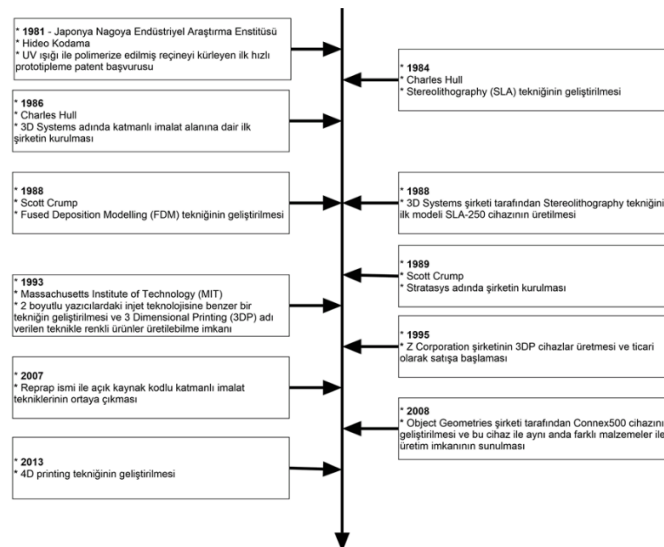 * 1981 - Japonya Nagoya Endüstriyel Araştırma Enstitüsü
* Hideo Kodama
* UV ışığı ile polimerize edilmiş reçineyi kürleyen ilk hızlı
prototipleme patent başvurusu
* 1984
* Charles Hull
* Stereolithography (SLA) tekniğinin geliştirilmesi
* 1986
* Charles Hull
* 3D Systems adında katmanlı imalat alanına dair ilk
şirketin kurulması
* 1988
* Scott Crump
* Fused Deposition Modelling (FDM) tekniğinin geliştirilmesi
* 1988
* 3D Systems şirketi tarafından Stereolithography tekniğini
ilk modeli SLA-250 cihazının üretilmesi
* 1989
* Scott Crump
* Stratasys adında şirketin kurulması
* 1993
* Massachusetts Institute of Technology (MIT)
* 2 boyutlu yazıcılardaki injet teknolojisine benzer bir
tekniğin geliştirilmesi ve 3 Dimensional Printing (3DP) adı
verilen teknikle renkli ürünler üretilebilme imkanı
* 1995
* Z Corporation şirketinin 3DP cihazlar üretmesi ve ticari
olarak satışa başlaması
* 2007
* Reprap ismi ile açık kaynak kodlu katmanlı imalat
tekniklerinin ortaya çıkması
* 2008
* Object Geometries şirketi tarafından Connex500 cihazını
geliştirilmesi ve bu cihaz ile aynı anda farklı malzemeler ile
üretim imkanının sunulması
* 2013
* 4D printing tekniğinin geliştirilmesi